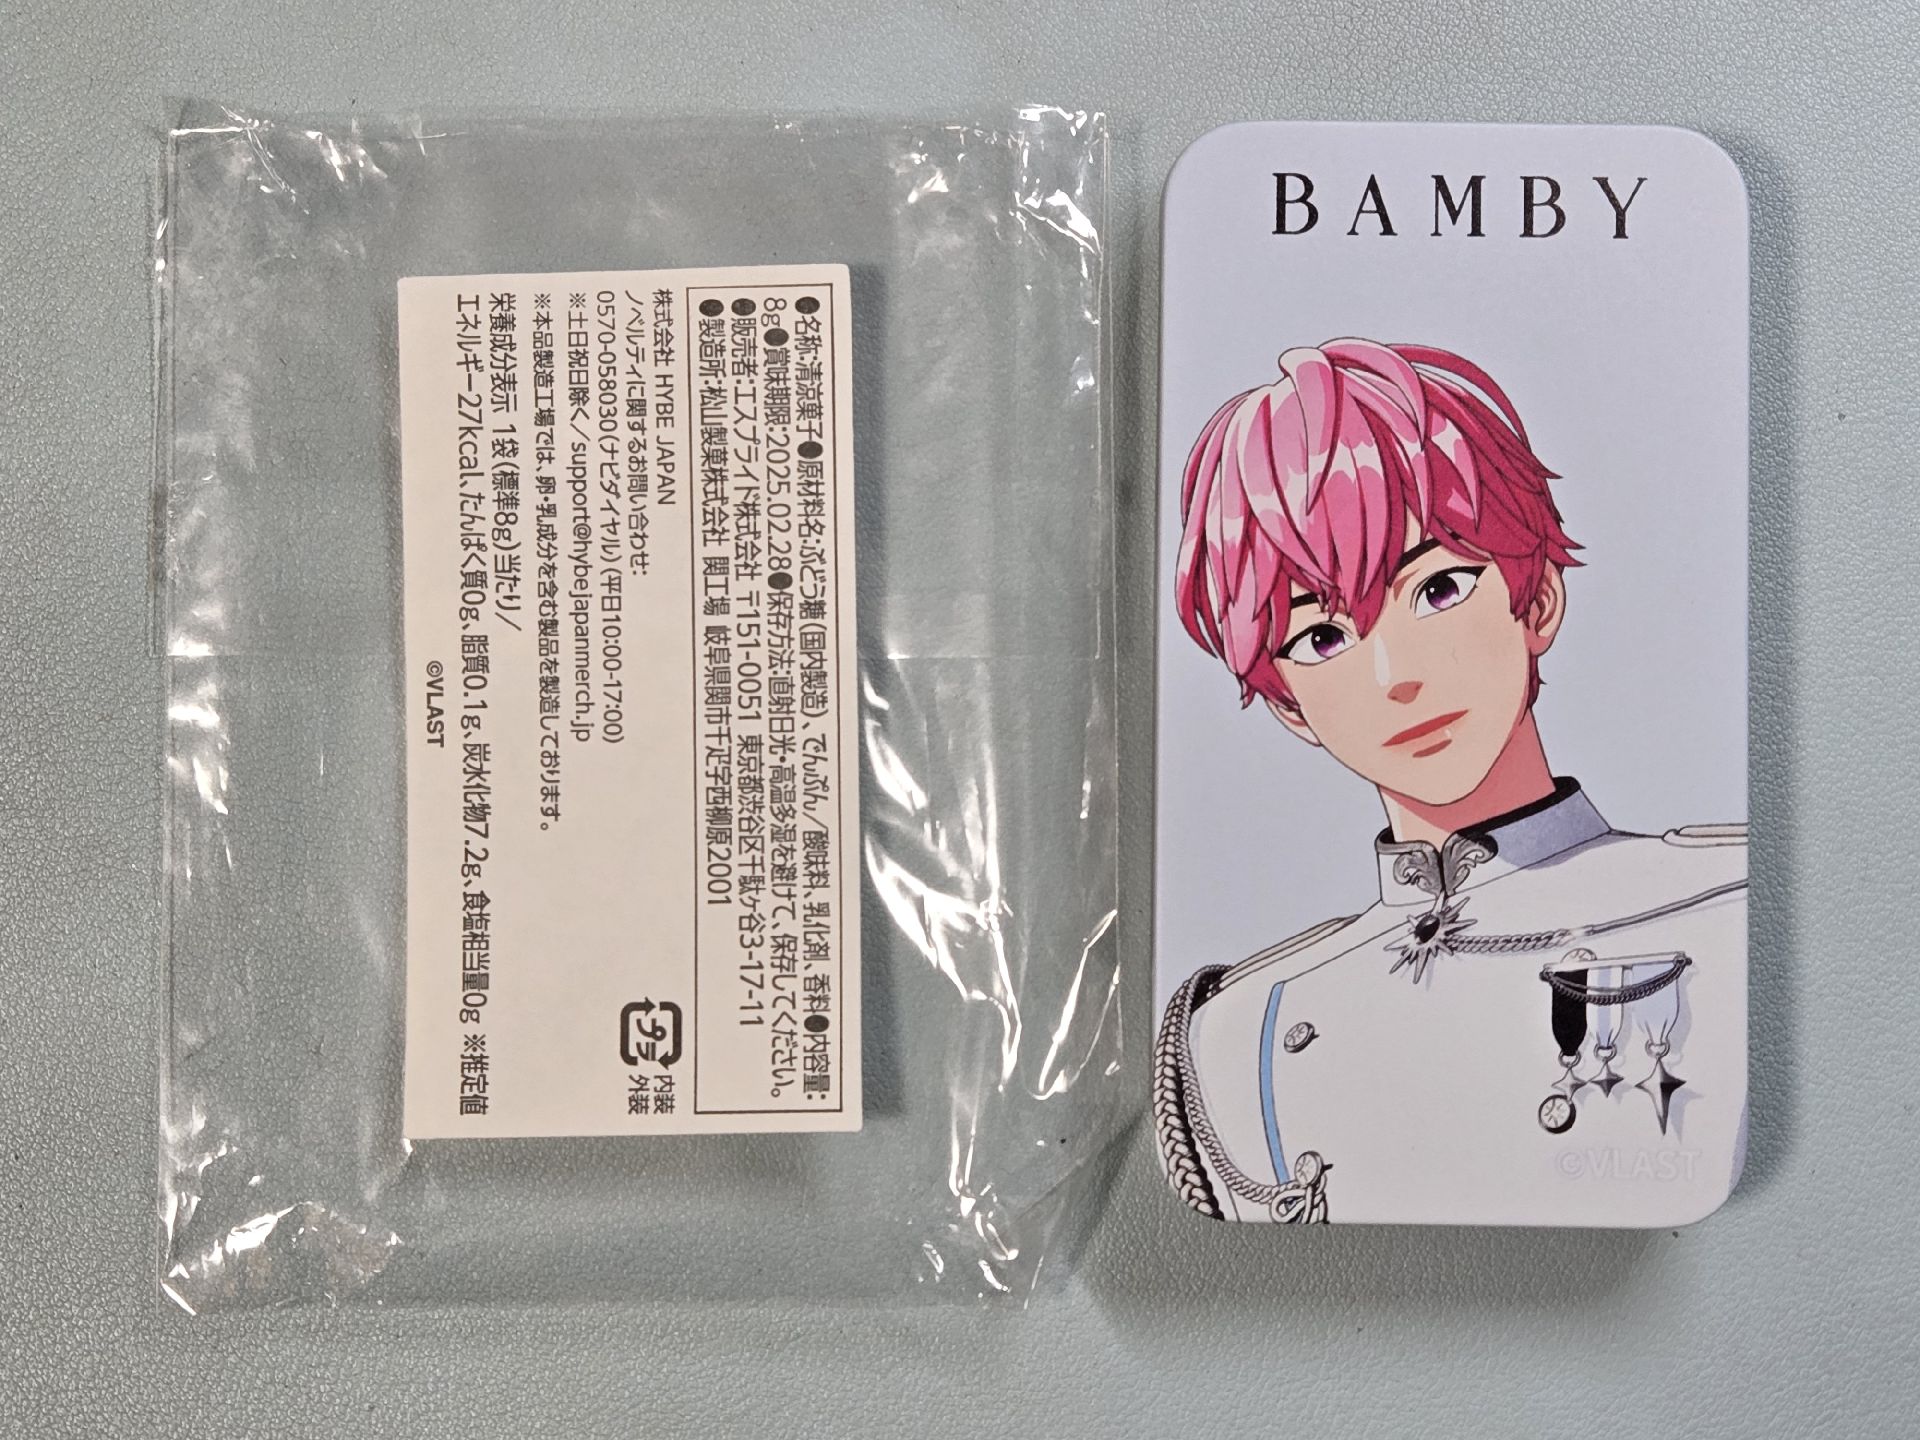 ●名称:清涼菓子●原材料名:ぶどう糖(国内製造)、でんぷん/酸味料、乳化剤、香料●内容量:
8g●賞味期限:2025.02.28●保存方法:直射日光・高温多湿を避けて、保存してください。
●販売者:エスプライド株式会社 〒151-0051 東京都渋谷区千駄ヶ谷3-17-11
●製造所:松山製菓株式会社 関工場 岐阜県関市千疋字西柳原2001
株式会社 HYBE JAPAN
ノベルティに関するお問い合わせ:
0570-058030(ナビダイヤル)(平日10:00-17:00)
※土日祝日除く/support@hybejapanmerch.jp
※本品製造工場では、卵・乳成分を含む製品を製造しております。
栄養成分表示 1袋(標準8g)当たり/
エネルギー27kcal、たんぱく質0g、脂質0.1g、炭水化物7.2g、食塩相当量0g ※推定値
©VLAST
プラ
内装
外装
BAMBY
©VLAST